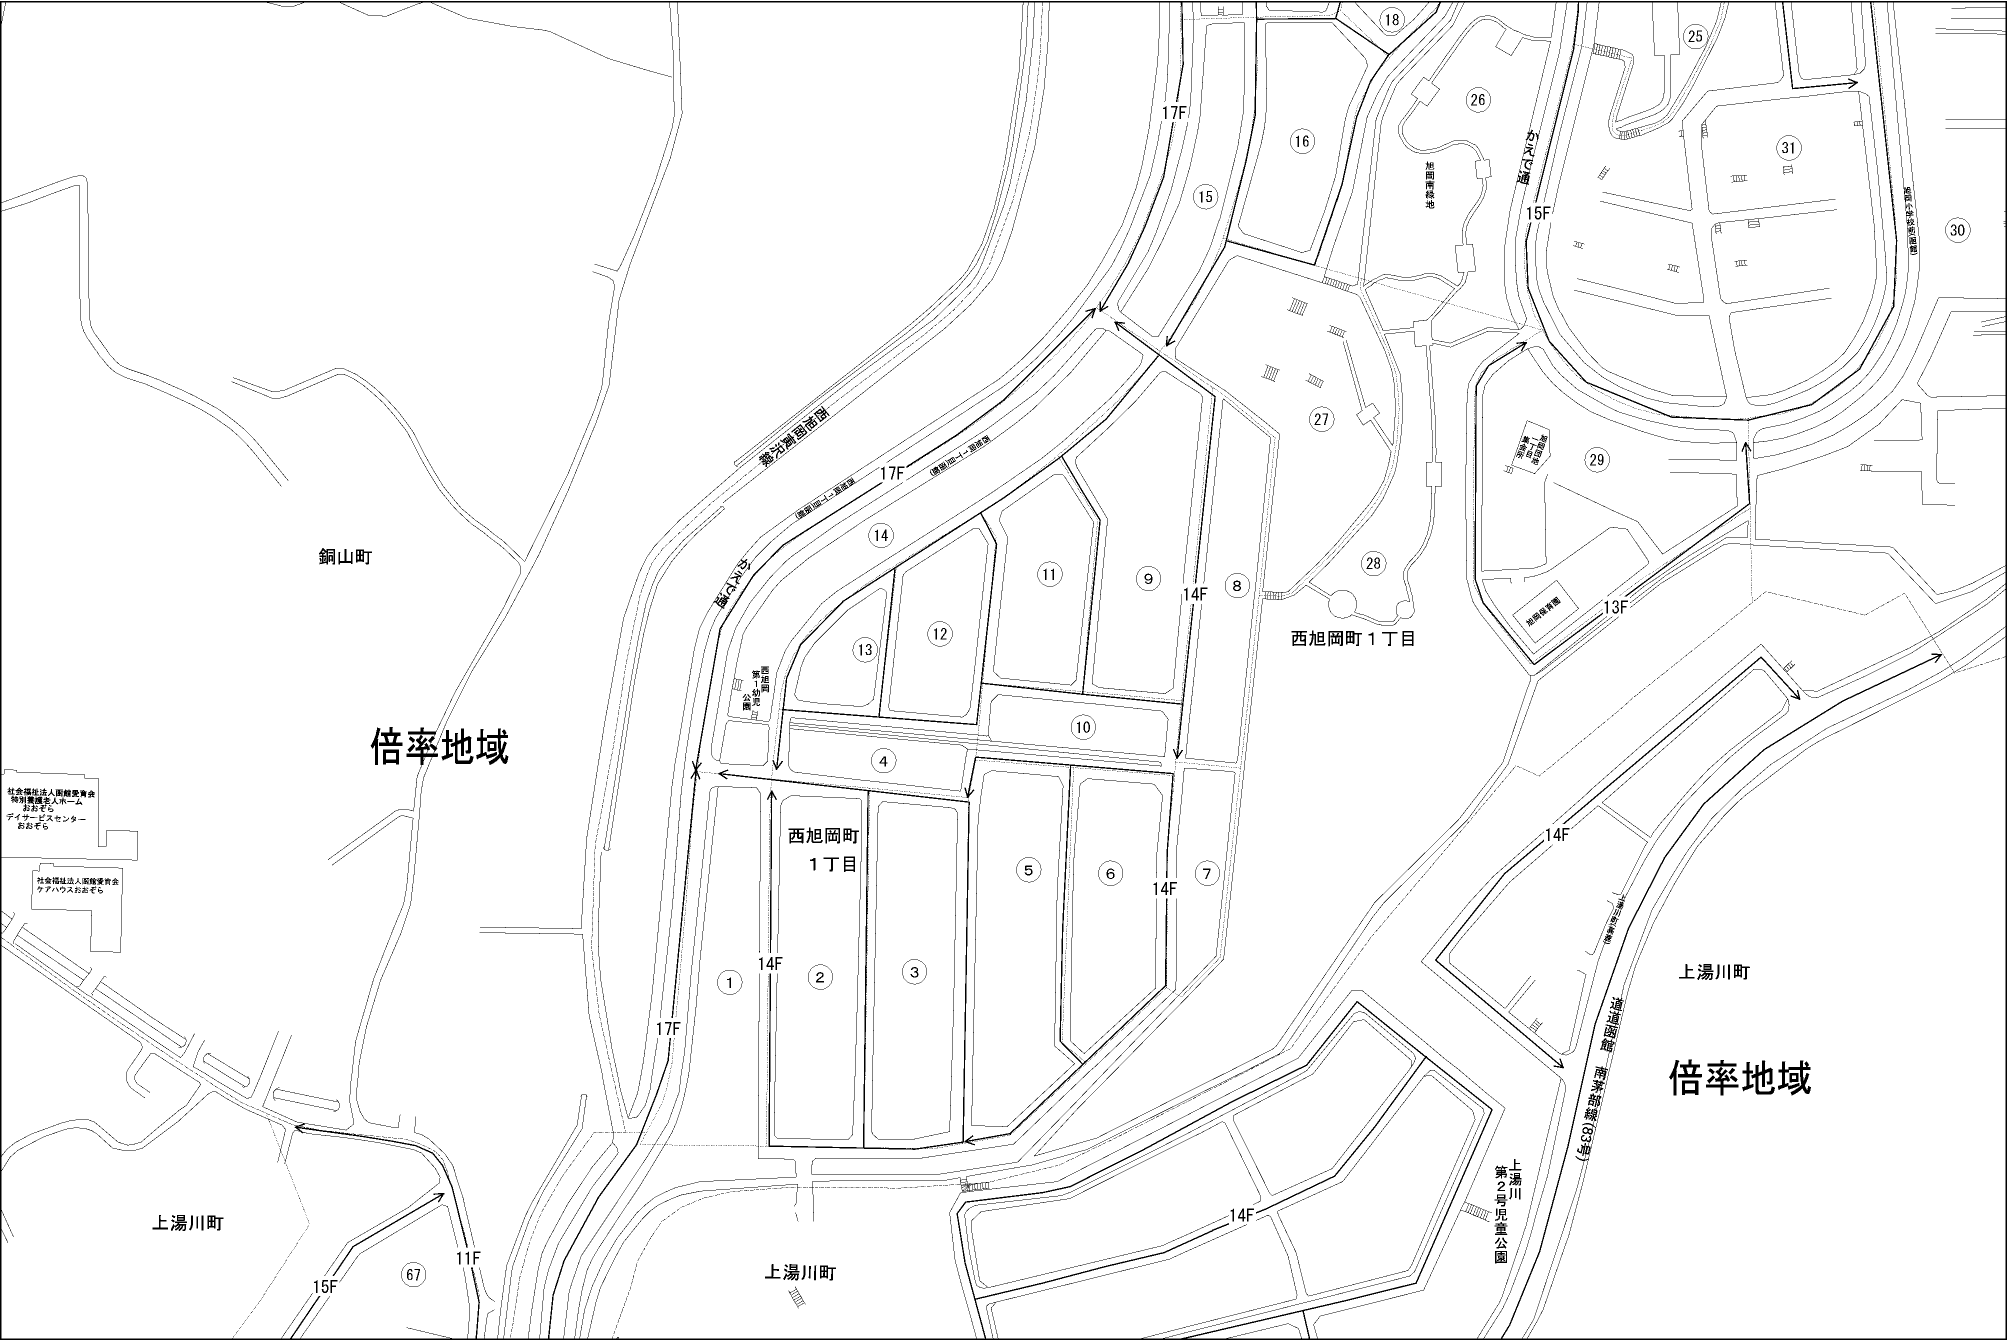 18
25
17F
26
かえで通
16
31
旭岡南緑地
15
15F
30
27
西旭岡寅沢線
17F
29
14
かえで通
銅山町
28
11
9
8
14F
旭岡保育園
13F
12
13
西旭岡町１丁目
西旭岡
第１幼児
公園
10
倍率地域
4
社会福祉法人函館愛育会
特別養護老人ホーム
おおぞら
デイサービスセンター
おおぞら
西旭岡町
１丁目
14F
5
6
7
14F
社会福祉法人函館愛育会
ケアハウスおおぞら
14F
1
2
3
上湯川町
17F
道道函館　南茅部線(83号)
倍率地域
上湯川
第２号児童公園
上湯川町
14F
11F
上湯川町
67
15F